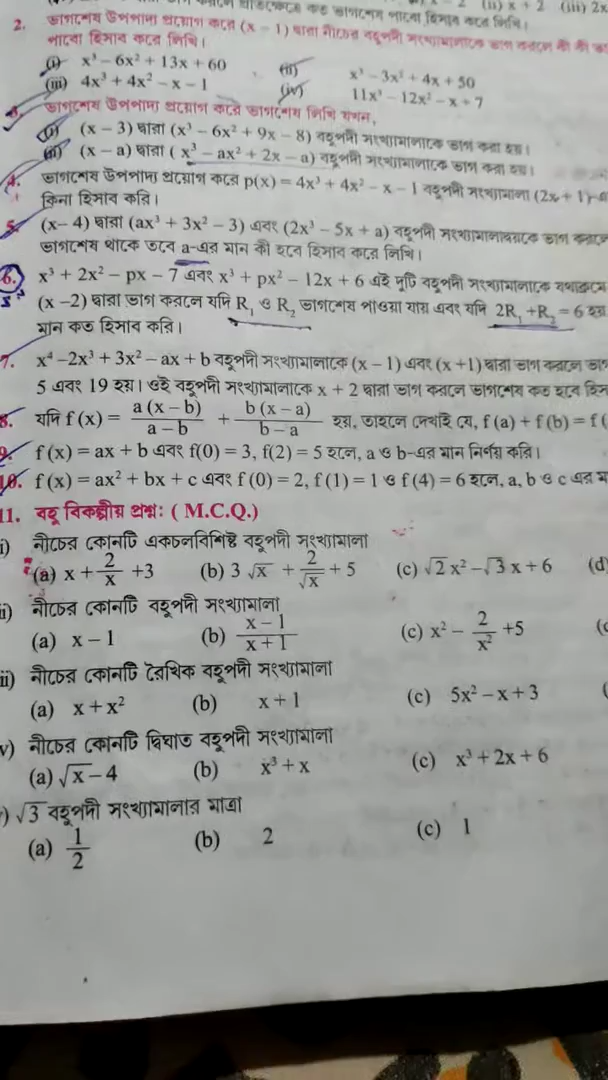 (ii) x + 2 (iii) 2x
2. ভাগশেষ উপপাদ্য প্রয়োগ করে (x − 1) দ্বারা নীচের বহুপদী সংখ্যামালাকে ভাগ করলে কী কী ভা
পাবো হিসাব করে লিখি।
(i) x³ − 6x² + 13x + 60 (ii) x³ − 3x² + 4x + 50
(iii) 4x³ + 4x² − x − 1 (iv) 11x³ − 12x² − x + 7
3. ভাগশেষ উপপাদ্য প্রয়োগ করে ভাগশেষ লিখি যখন,
(i) (x − 3) দ্বারা (x³ − 6x² + 9x − 8) বহুপদী সংখ্যামালাকে ভাগ করা হয়।
(ii) (x − a) দ্বারা ( x³ − ax² + 2x − a) বহুপদী সংখ্যামালাকে ভাগ করা হয়।
4. ভাগশেষ উপপাদ্য প্রয়োগ করে p(x) = 4x³ + 4x² − x − 1 বহুপদী সংখ্যামালা (2x + 1)-এ
কিনা হিসাব করি।
5. (x− 4) দ্বারা (ax³ + 3x² − 3) এবং (2x³ − 5x + a) বহুপদী সংখ্যামালাদ্বয়কে ভাগ করলে
ভাগশেষ থাকে তবে a-এর মান কী হবে হিসাব করে লিখি।
6. x³ + 2x² − px − 7 এবং x³ + px² − 12x + 6 এই দুটি বহুপদী সংখ্যামালাকে যথাক্রমে
(x −2) দ্বারা ভাগ করলে যদি R₁ ও R₂ ভাগশেষ পাওয়া যায় এবং যদি 2R₁ +R₂ = 6 হয়
মান কত হিসাব করি।
7. x⁴ −2x³ + 3x² − ax + b বহুপদী সংখ্যামালাকে (x − 1) এবং (x +1) দ্বারা ভাগ করলে ভাগ
5 এবং 19 হয়। ওই বহুপদী সংখ্যামালাকে x + 2 দ্বারা ভাগ করলে ভাগশেষ কত হবে হিস
8. যদি f (x) = a (x − b)/a − b + b (x − a)/b − a হয়, তাহলে দেখাই যে, f (a) + f (b) = f (
9. f (x) = ax + b এবং f(0) = 3, f(2) = 5 হলে, a ও b-এর মান নির্ণয় করি।
10. f (x) = ax² + bx + c এবং f (0) = 2, f(1) = 1 ও f(4) = 6 হলে, a, b ও c এর ম
11. বহু বিকল্পীয় প্রশ্ন: ( M.C.Q.)
i) নীচের কোনটি একচলবিশিষ্ট বহুপদী সংখ্যামালা
(a) x + 2/x +3 (b) 3 √x + 2/√x + 5 (c) √2 x² −√3 x + 6 (d)
ii) নীচের কোনটি বহুপদী সংখ্যামালা
(a) x − 1 (b) x − 1/x + 1 (c) x² − 2/x² +5
ii) নীচের কোনটি রৈখিক বহুপদী সংখ্যামালা
(a) x + x² (b) x + 1 (c) 5x² − x + 3
v) নীচের কোনটি দ্বিঘাত বহুপদী সংখ্যামালা
(a) √x − 4 (b) x³ + x (c) x³ + 2x + 6
) √3 বহুপদী সংখ্যামালার মাত্রা
(a) 1/2 (b) 2 (c) 1